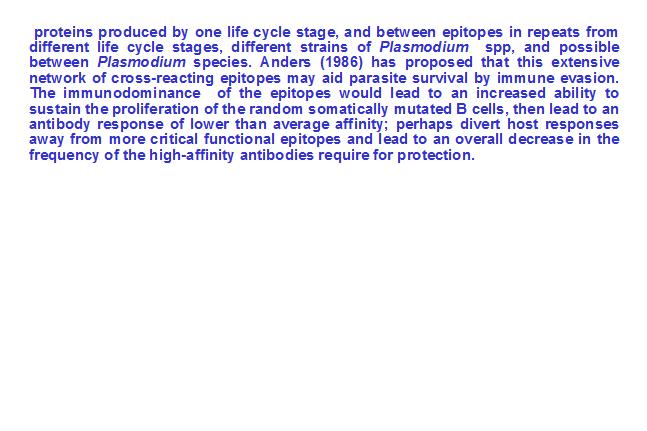 proteins produced by one life cycle stage, and between epitopes in repeats from
different life cycle stages, different strains of Plasmodium spp, and possible
between Plasmodium species. Anders (1986) has proposed that this extensive
network of cross-reacting epitopes may aid parasite survival by immune evasion.
The immunodominance of the epitopes would lead to an increased ability to
sustain the proliferation of the random somatically mutated B cells, then lead to an
antibody response of lower than average affinity; perhaps divert host responses
away from more critical functional epitopes and lead to an overall decrease in the
frequency of the high-affinity antibodies require for protection.